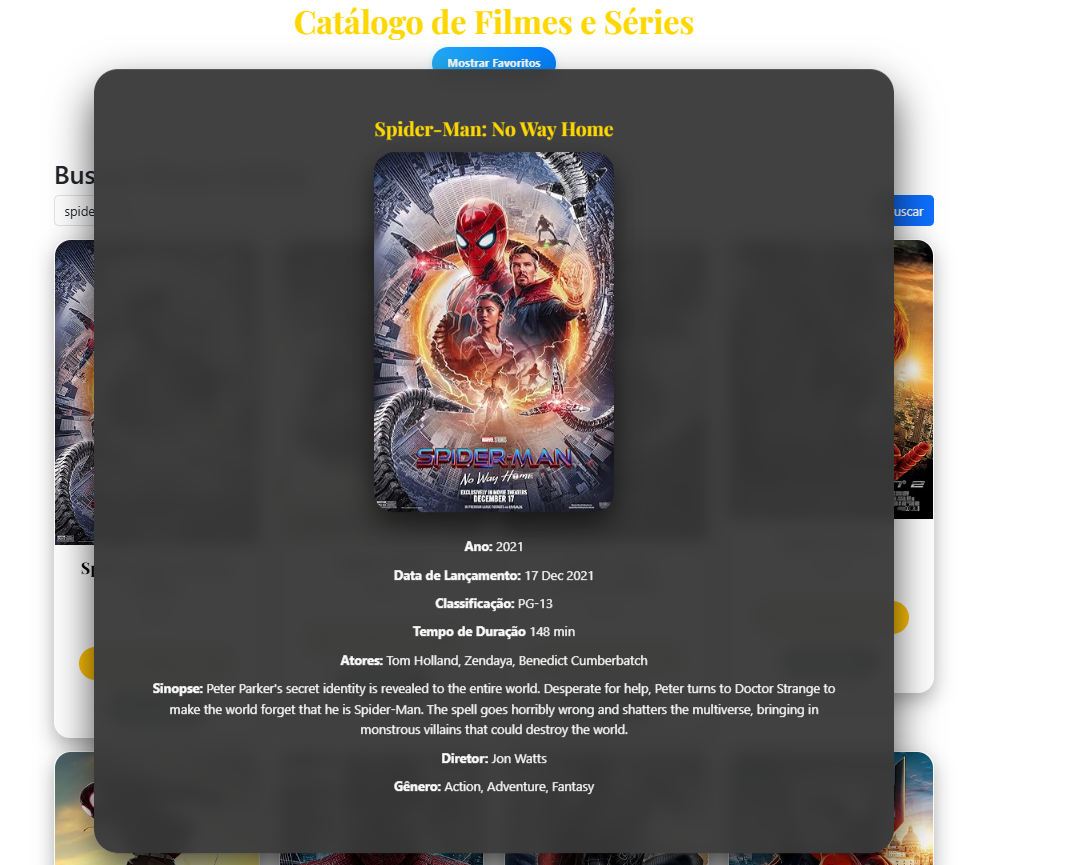 Catálogo de Filmes e Séries
Mostrar Favoritos
Spider-Man: No Way Home
Bus
spide
uscar
MARVEL STUDIOS
SPIDER-MAN
No Way Home
EXCLUSIVELY IN MOVIE THEATERS
DECEMBER 17
Sp
Ano: 2021
Data de Lançamento: 17 Dec 2021
Classificação: PG-13
Tempo de Duração 148 min
Atores: Tom Holland, Zendaya, Benedict Cumberbatch
Sinopse: Peter Parker's secret identity is revealed to the entire world. Desperate for help, Peter turns to Doctor Strange to
make the world forget that he is Spider-Man. The spell goes horribly wrong and shatters the multiverse, bringing in
monstrous villains that could destroy the world.
Diretor: Jon Watts
Gênero: Action, Adventure, Fantasy